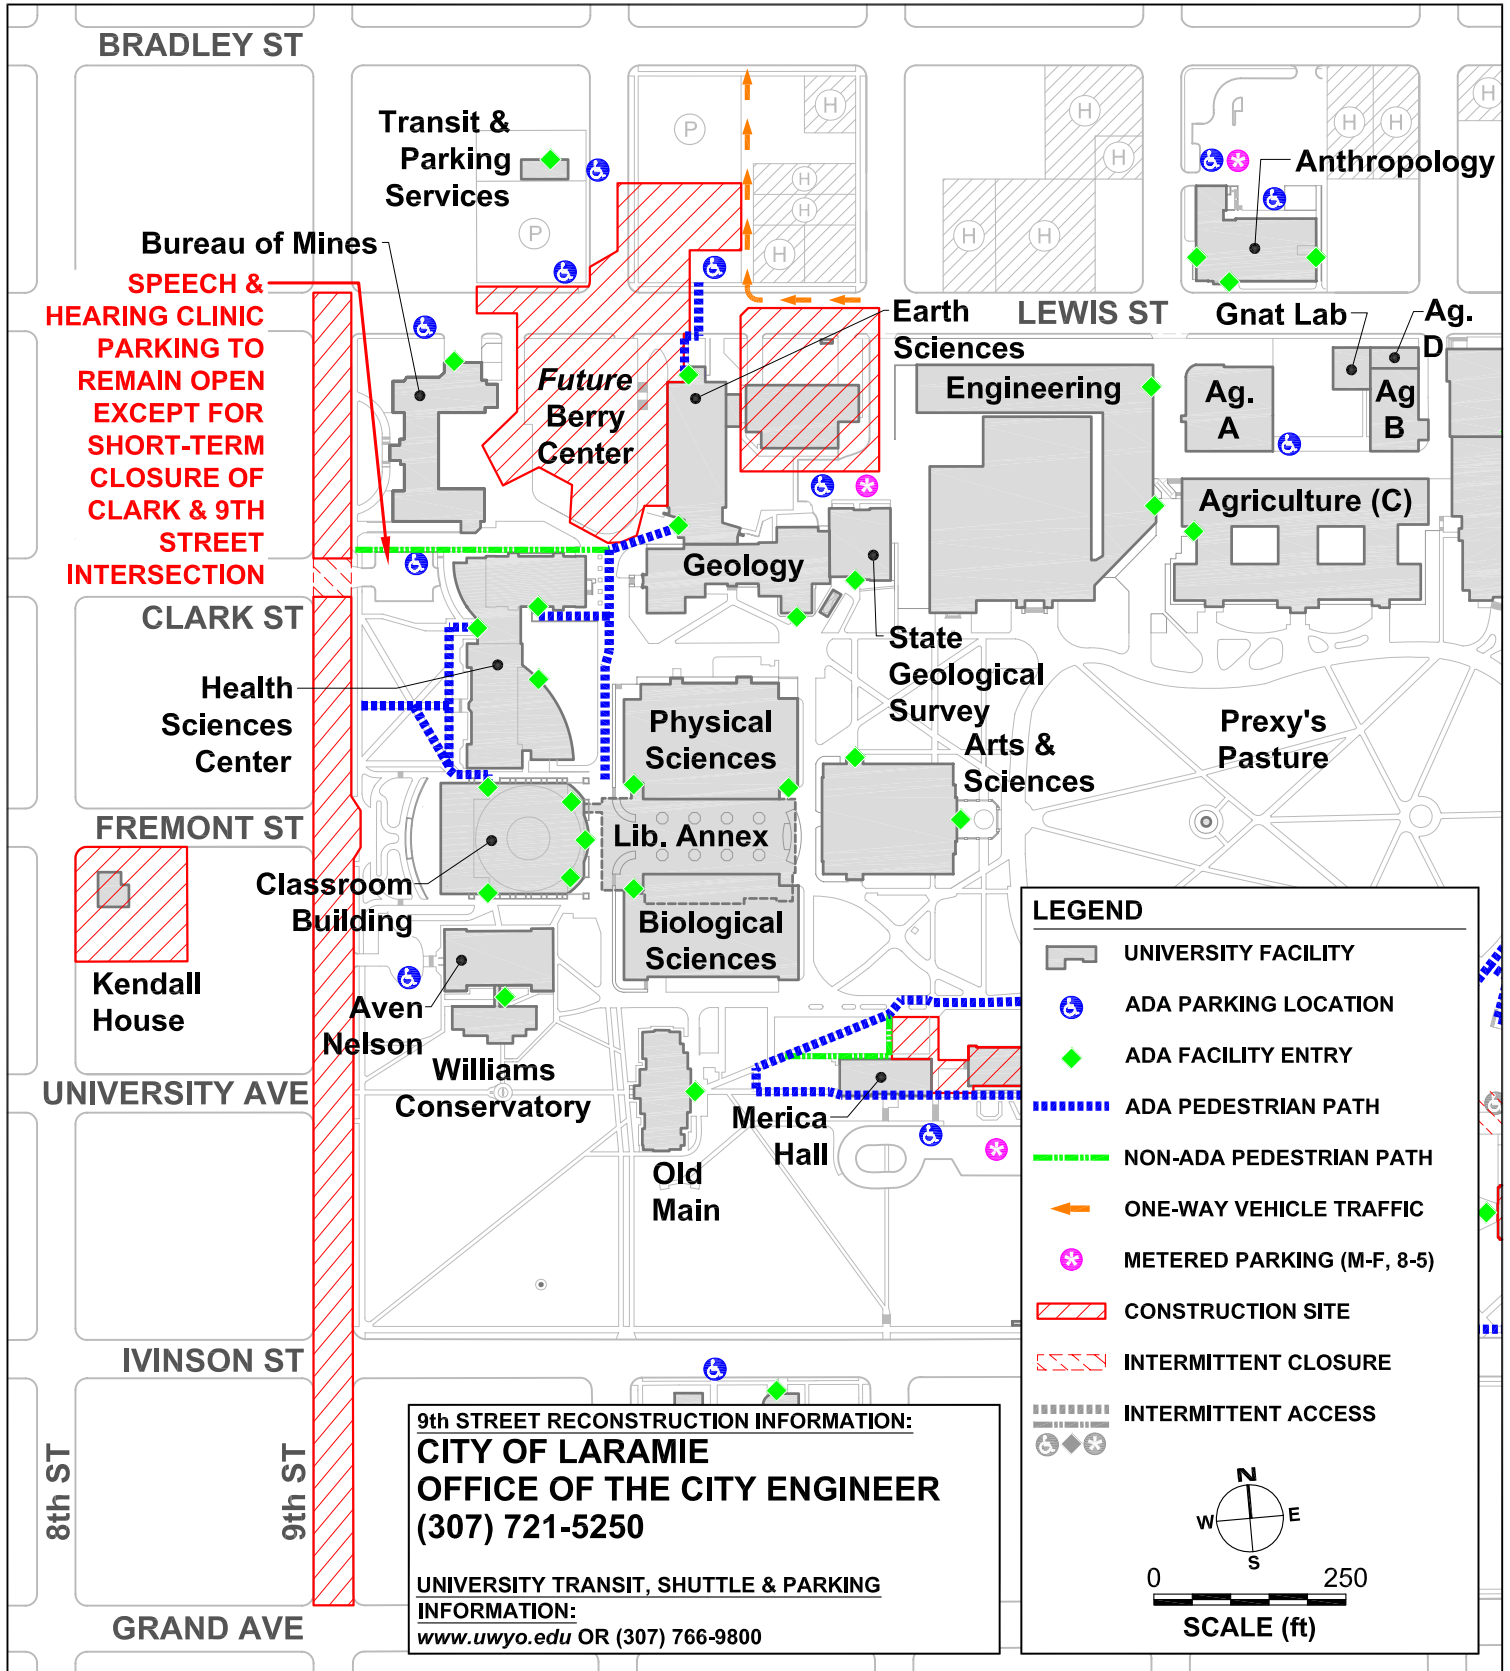 BRADLEY ST
Transit &
Parking
Services
P
P
H
H
H
H
H
H
H
H
H
H
H
H
Anthropology
Bureau of Mines
SPEECH &
HEARING CLINIC
PARKING TO
REMAIN OPEN
EXCEPT FOR
SHORT-TERM
CLOSURE OF
CLARK & 9TH
STREET
INTERSECTION
Earth
Sciences
LEWIS ST
Gnat Lab
Ag.
D
Future
Berry
Center
Engineering
Ag.
A
Ag
B
Agriculture (C)
Geology
CLARK ST
State
Geological
Survey
Health
Sciences
Center
Physical
Sciences
Arts &
Sciences
Prexy's
Pasture
FREMONT ST
Lib. Annex
Classroom
Building
Biological
Sciences
Kendall
House
Aven
Nelson
Williams
Conservatory
UNIVERSITY AVE
Merica
Hall
Old
Main
IVINSON ST
8th ST
9th ST
GRAND AVE
LEGEND
UNIVERSITY FACILITY
ADA PARKING LOCATION
ADA FACILITY ENTRY
ADA PEDESTRIAN PATH
NON-ADA PEDESTRIAN PATH
ONE-WAY VEHICLE TRAFFIC
METERED PARKING (M-F, 8-5)
CONSTRUCTION SITE
INTERMITTENT CLOSURE
INTERMITTENT ACCESS
N
W E
S
0 250
SCALE (ft)
9th STREET RECONSTRUCTION INFORMATION:
CITY OF LARAMIE
OFFICE OF THE CITY ENGINEER
(307) 721-5250
UNIVERSITY TRANSIT, SHUTTLE & PARKING
INFORMATION:
www.uwyo.edu OR (307) 766-9800